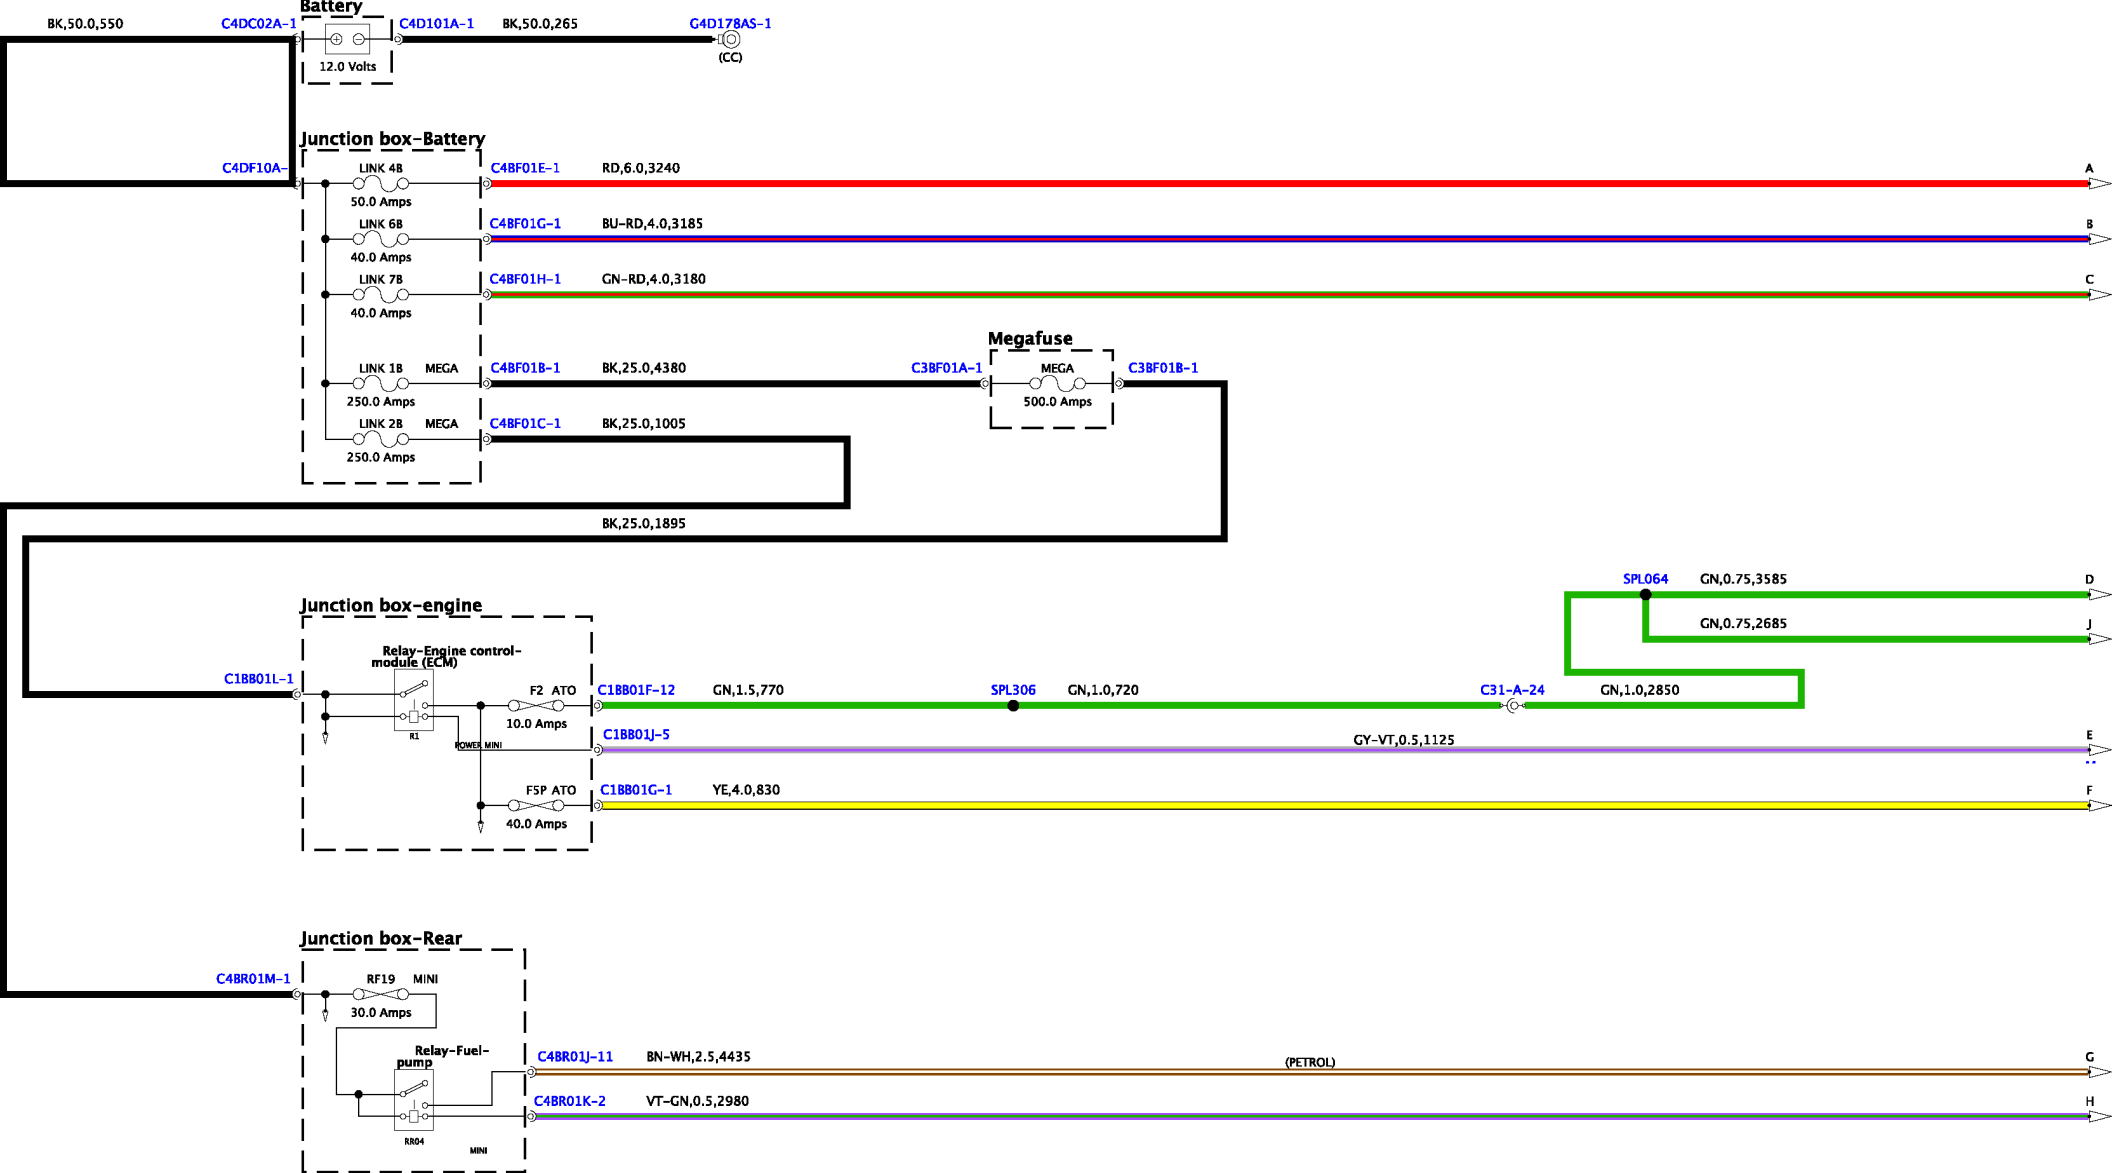 Battery
BK,50.0,550
C4DC02A-1
C4D101A-1
BK,50.0,265
G4D178AS-1
12.0 Volts
(CC)
Junction box-Battery
C4DF10A-
LINK 4B
50.0 Amps
C4BF01E-1
RD,6.0,3240
A
LINK 6B
40.0 Amps
C4BF01G-1
BU-RD,4.0,3185
B
LINK 7B
40.0 Amps
C4BF01H-1
GN-RD,4.0,3180
C
LINK 1B MEGA
250.0 Amps
C4BF01B-1
BK,25.0,4380
C3BF01A-1
Megafuse
MEGA
500.0 Amps
C3BF01B-1
LINK 2B MEGA
250.0 Amps
C4BF01C-1
BK,25.0,1005
BK,25.0,1895
SPL064
GN,0.75,3585
D
GN,0.75,2685
J
Junction box-engine
Relay-Engine control-
module (ECM)
C1BB01L-1
R1
POWER MINI
F2 ATO
10.0 Amps
C1BB01F-12
GN,1.5,770
SPL306
GN,1.0,720
C31-A-24
GN,1.0,2850
C1BB01J-5
GY-VT,0.5,1125
E
F5P ATO
40.0 Amps
C1BB01G-1
YE,4.0,830
F
Junction box-Rear
C4BR01M-1
RF19 MINI
30.0 Amps
Relay-Fuel-
pump
RR04
MINI
C4BR01J-11
BN-WH,2.5,4435
(PETROL)
G
C4BR01K-2
VT-GN,0.5,2980
H